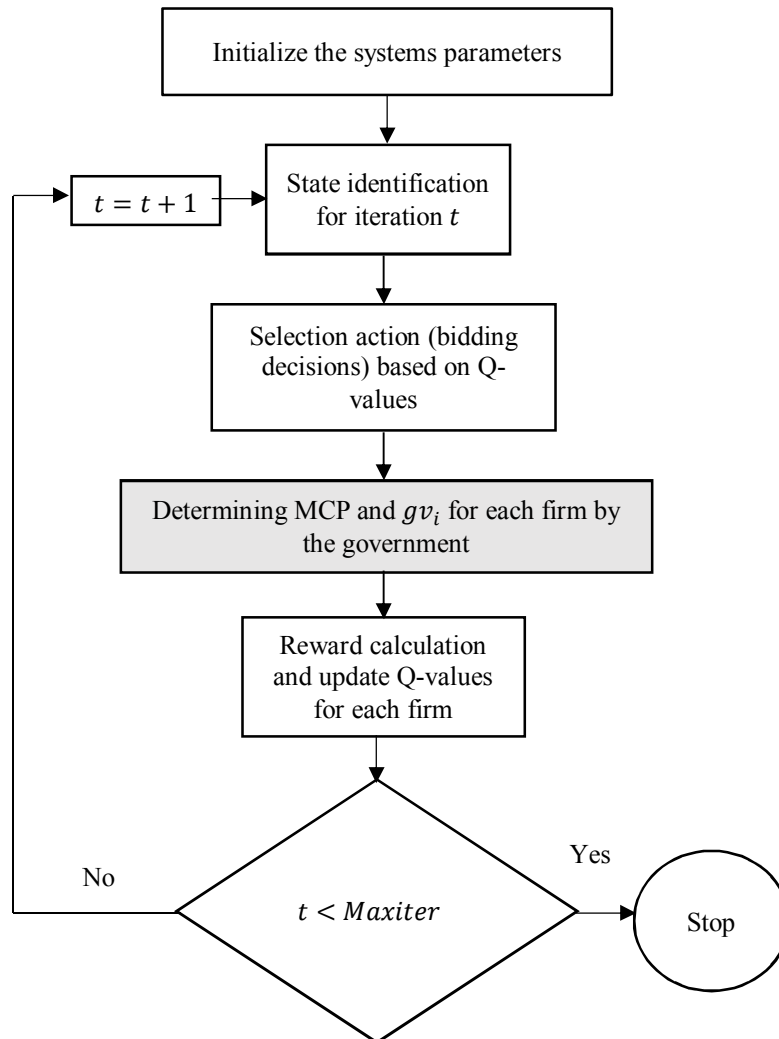 Initialize the systems parameters
State identification
for iteration t
t = t + 1
Selection action (bidding
decisions) based on Q-
values
Determining MCP and gv_i for each firm by
the government
Reward calculation
and update Q-values
for each firm
t < Maxiter
No
Yes
Stop